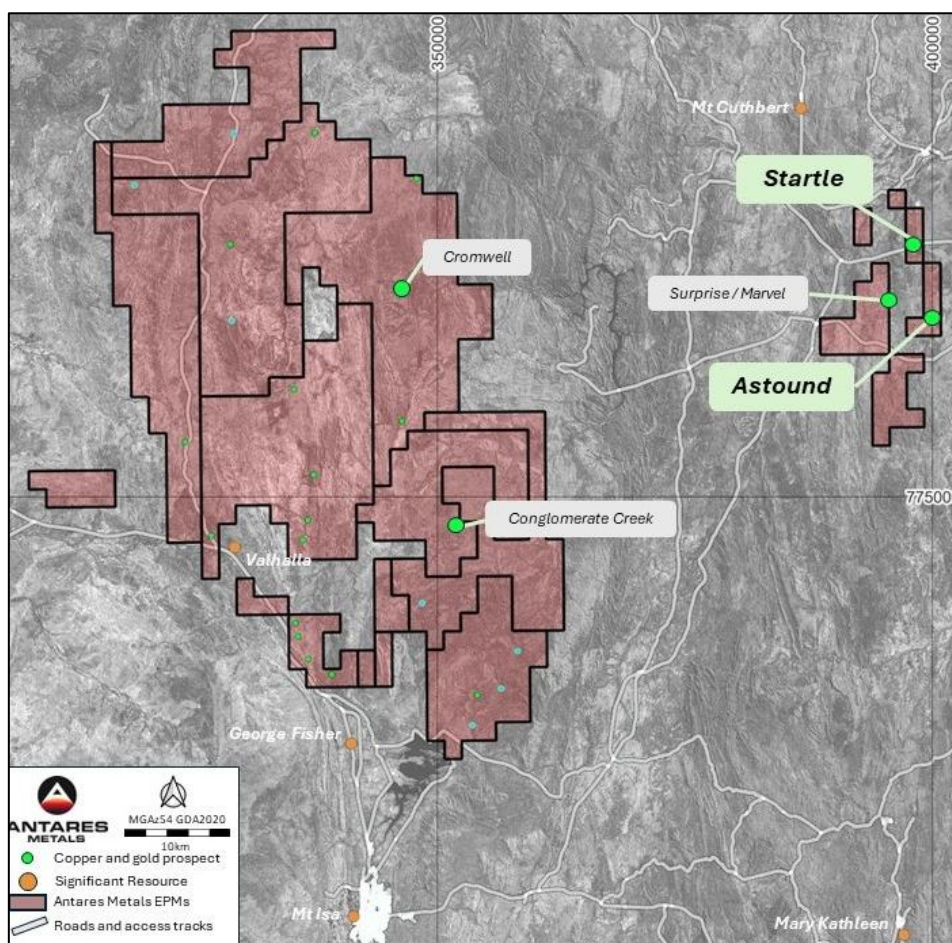 350000
400000
Mt Cuthbert
Startle
Cromwell
Surprise / Marvel
Astound
77500
Conglomerate Creek
Valhalla
George Fisher
ANTARES
METALS
MGAz54 GDA2020
10km
Copper and gold prospect
Significant Resource
Antares Metals EPMs
Roads and access tracks
Mt Isa
Mary Kathleen